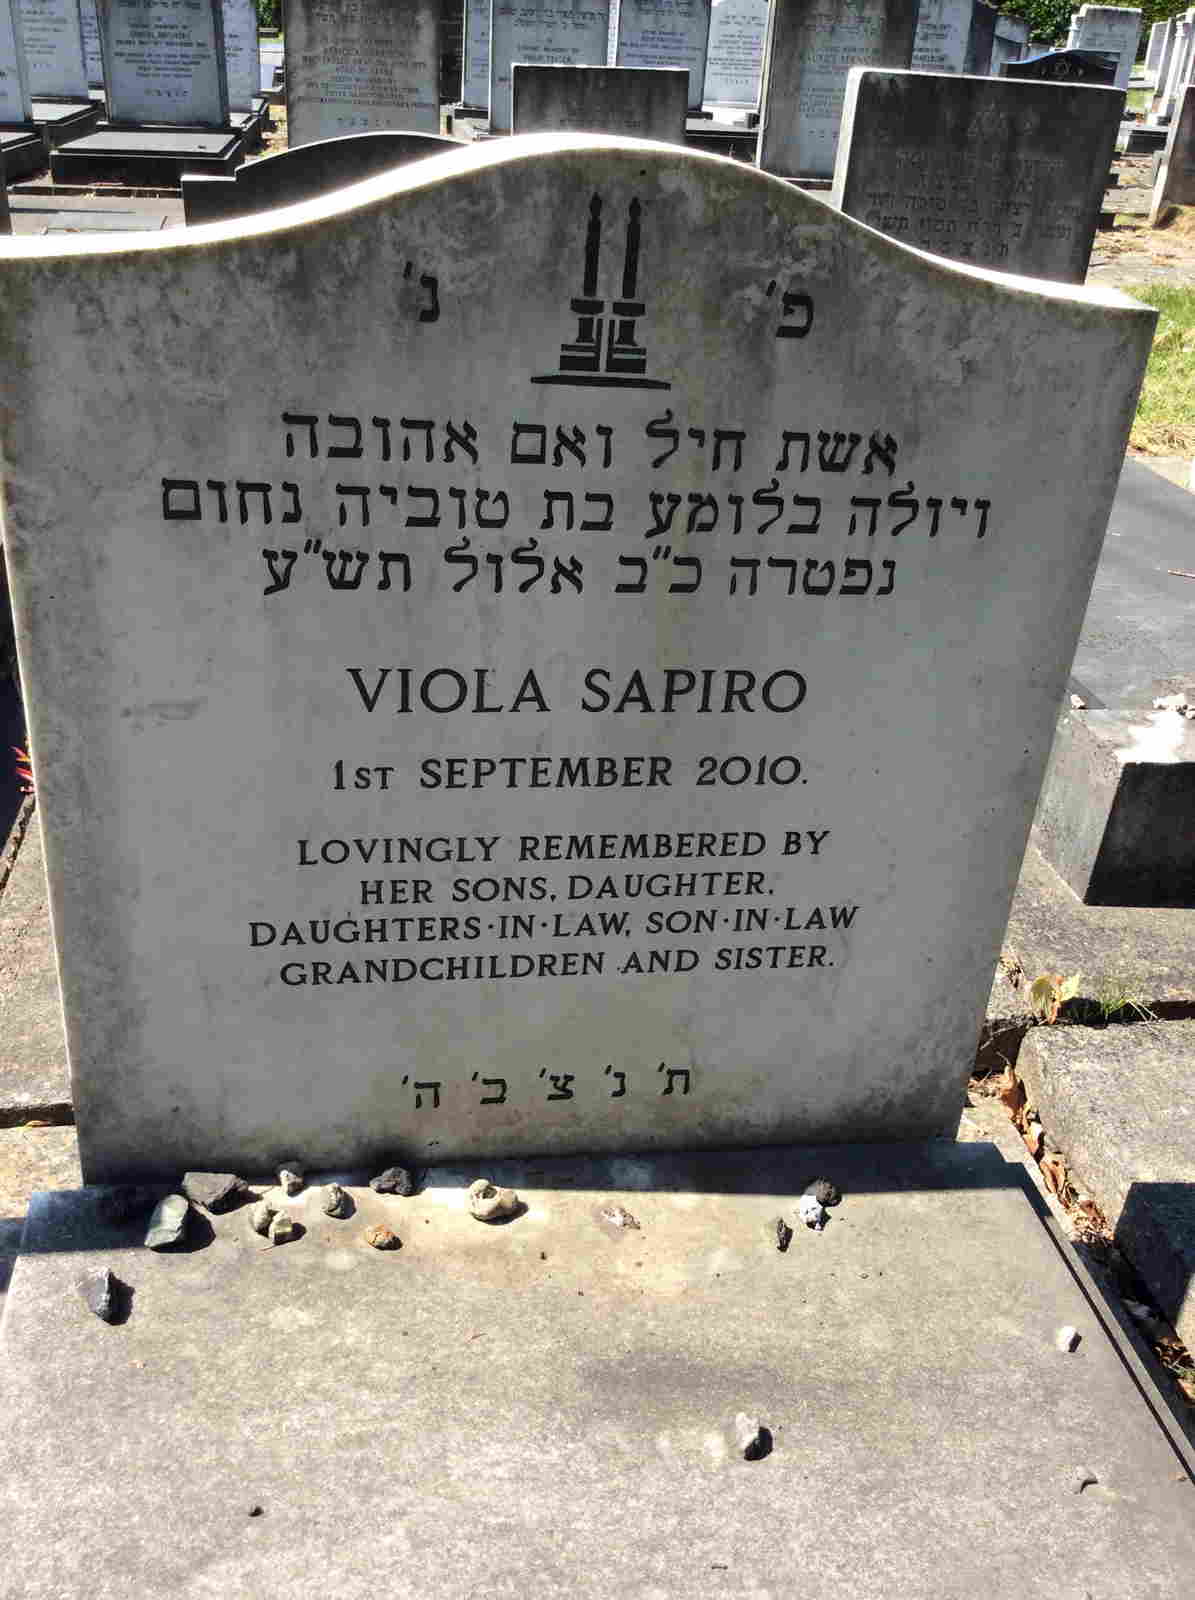 פ' נ'
אשת חיל ואם אהובה
ויולה בלומע בת טוביה נחום
נפטרה כ"ב אלול תש"ע
VIOLA SAPIRO
1ST SEPTEMBER 2010.
LOVINGLY REMEMBERED BY
HER SONS, DAUGHTER,
DAUGHTERS·IN·LAW, SON·IN·LAW
GRANDCHILDREN AND SISTER.
ת' נ' צ' ב' ה'